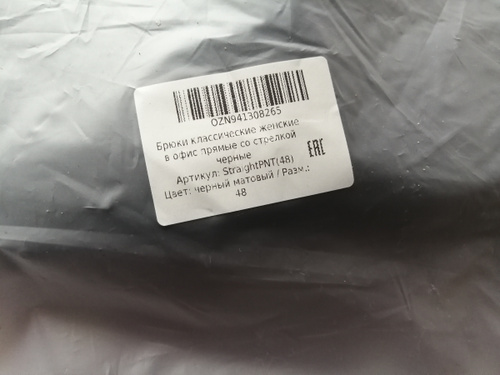 OZN941308265
Брюки классические женские
в офис прямые со стрелкой
черные
Артикул: StraightPNT(48)
Цвет: черный матовый / Разм.:
48
EAC